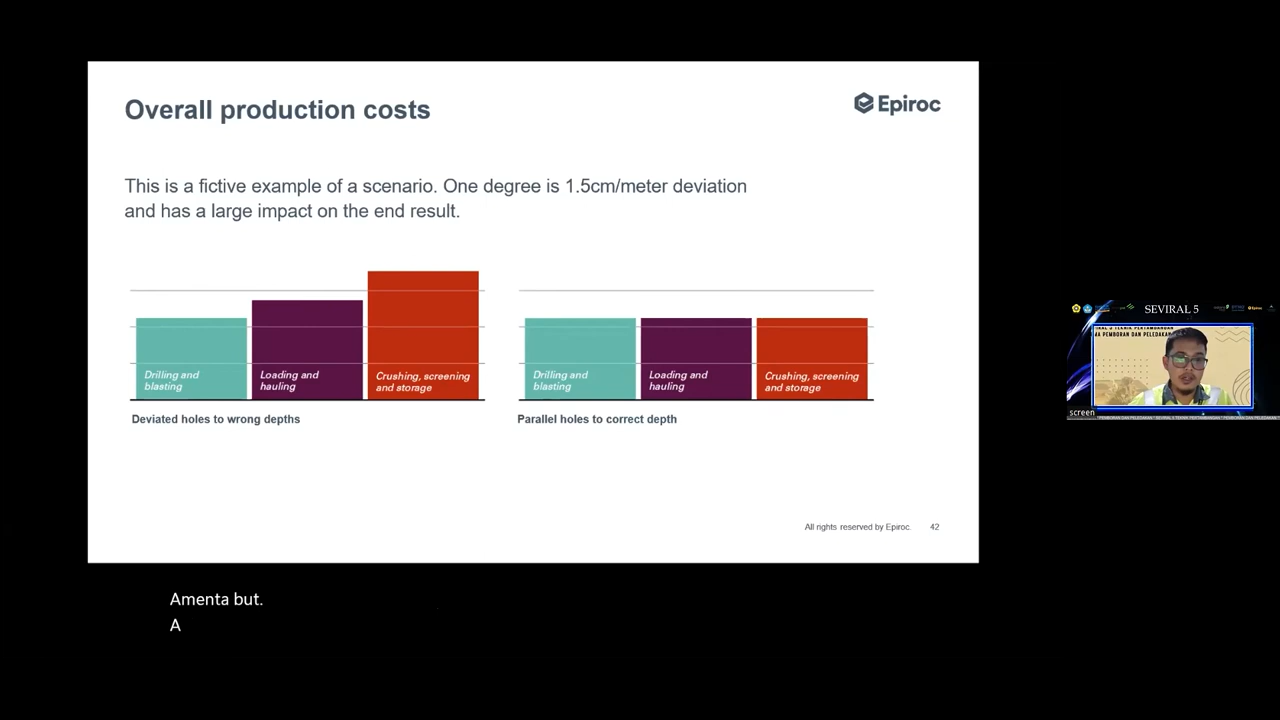 Overall production costs
Epiroc
This is a fictive example of a scenario. One degree is 1.5cm/meter deviation
and has a large impact on the end result.
Drilling and
blasting
Loading and
hauling
Crushing, screening
and storage
Drilling and
blasting
Loading and
hauling
Crushing, screening
and storage
Deviated holes to wrong depths
Parallel holes to correct depth
All rights reserved by Epiroc. 42
SEVIRAL 5
screen
Amenta but.
A